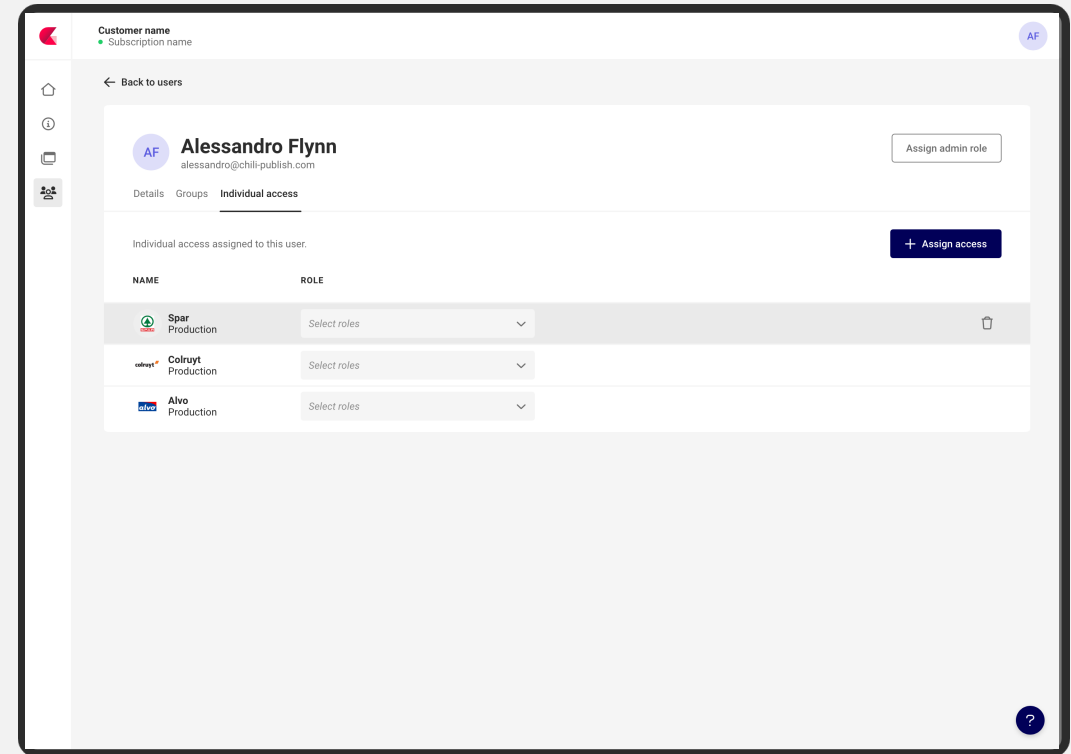 Customer name
Subscription name
AF
Back to users
AF
Alessandro Flynn
alessandro@chili-publish.com
Assign admin role
Details Groups Individual access
Individual access assigned to this user.
+ Assign access
NAME ROLE
Spar
Production
Select roles
colruyt
Colruyt
Production
Select roles
alvo
Alvo
Production
Select roles
?